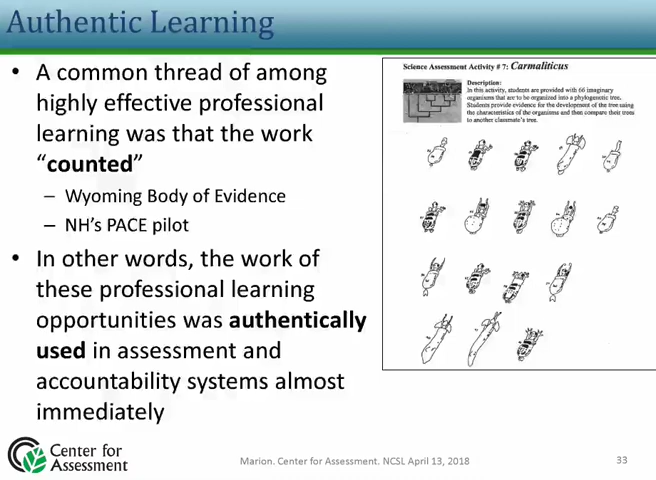 Authentic Learning
• A common thread of among
highly effective professional
learning was that the work
“counted”
– Wyoming Body of Evidence
– NH’s PACE pilot
• In other words, the work of
these professional learning
opportunities was authentically
used in assessment and
accountability systems almost
immediately
Science Assessment Activity # 7: Carmaliticus
Description:
In this activity, students are provided with 66 imaginary
organisms that are to be organized into a phylogenetic tree.
Students provide evidence for the development of the tree using
the characteristics of the organisms and then compare their trees
to another classmate's tree.
Center for
Assessment
Marion. Center for Assessment. NCSL April 13, 2018
33